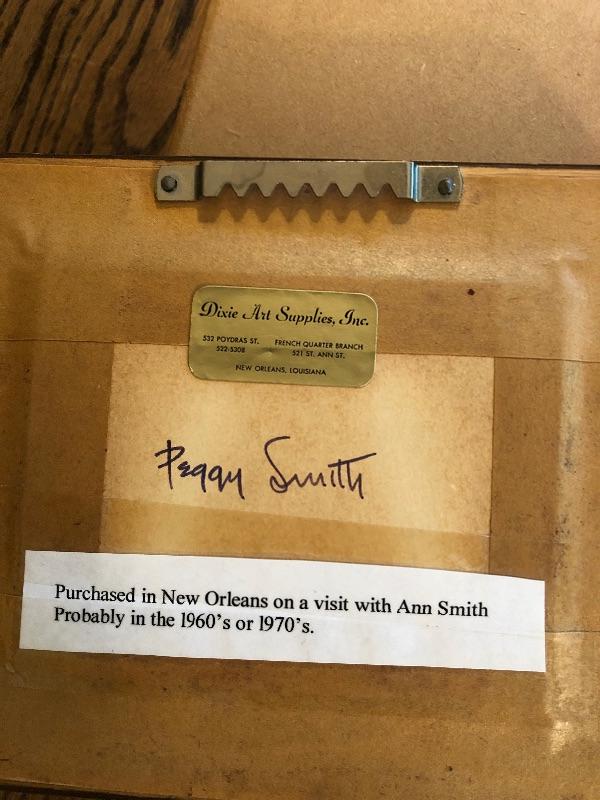 Dixie Art Supplies, Inc.
532 POYDRAS ST. FRENCH QUARTER BRANCH
522-5308 521 ST. ANN ST.
NEW ORLEANS, LOUISIANA
Peggy Smith
Purchased in New Orleans on a visit with Ann Smith
Probably in the 1960's or 1970's.